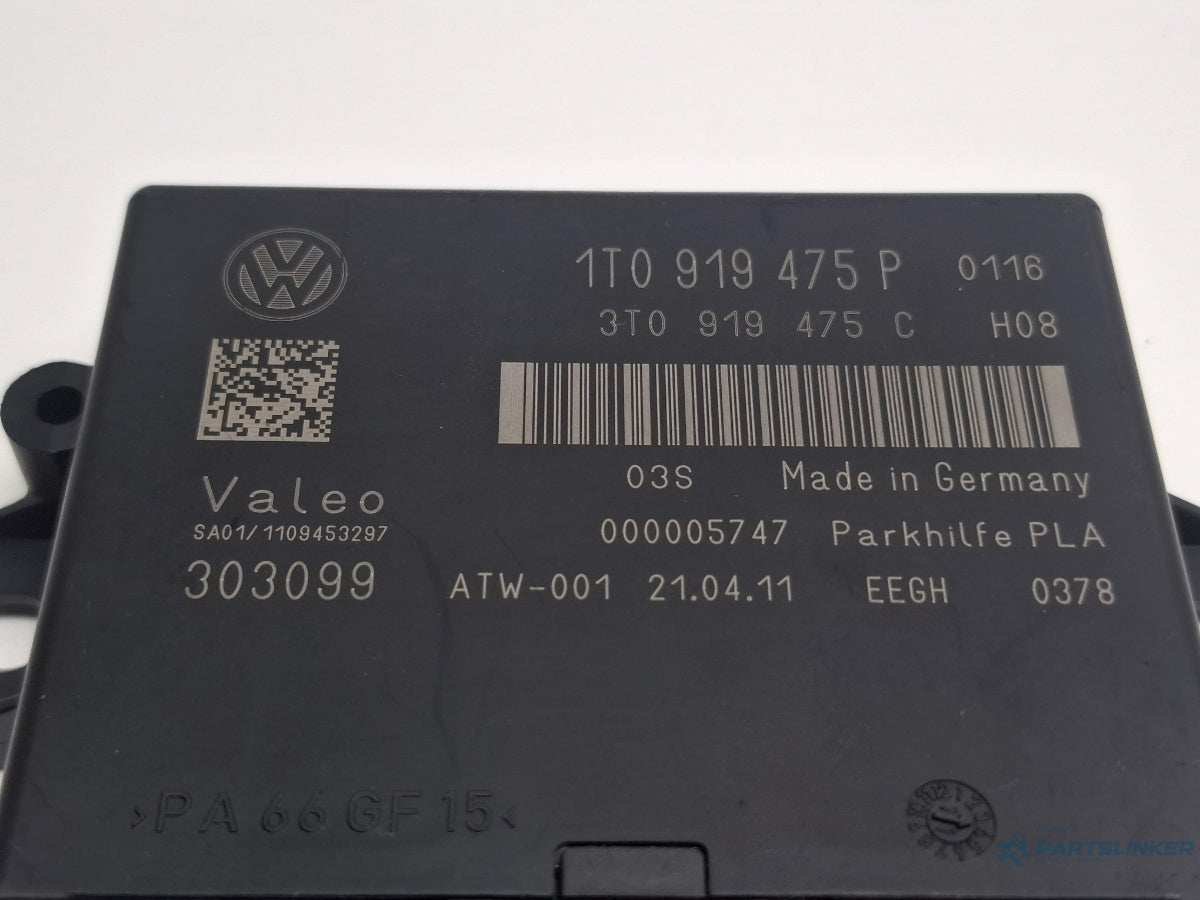 1T0 919 475 P 0116
3T0 919 475 C H08
03S Made in Germany
Valeo
SA01/1109453297
000005747 Parkhilfe PLA
303099 ATW-001 21.04.11 EEGH 0378
>PA 66 GF 15<
PARTSLINKER